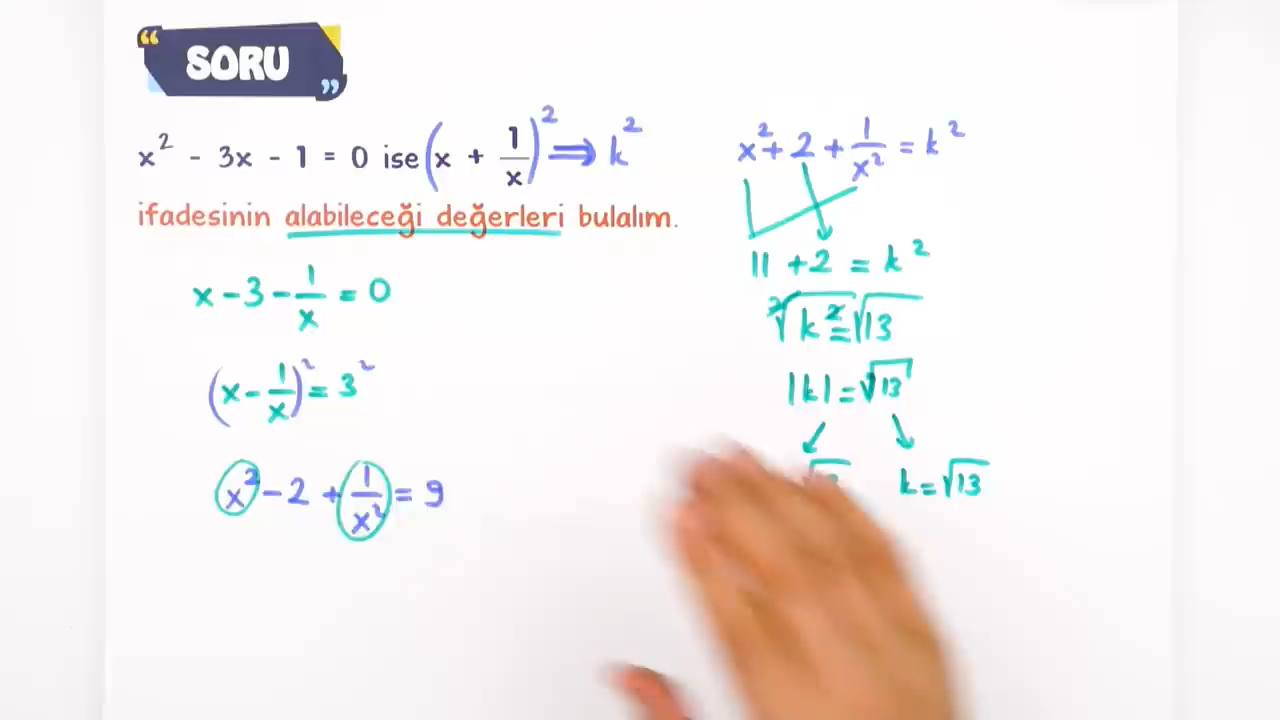 SORU
x² - 3x - 1 = 0 ise (x + 1/x)² ⇒ k²
ifadesinin alabileceği değerleri bulalım.
x - 3 - 1/x = 0
(x - 1/x)² = 3²
x² - 2 + 1/x² = 9
x² + 2 + 1/x² = k²
11 + 2 = k²
²√k² = √13
|k| = √13
k = √13